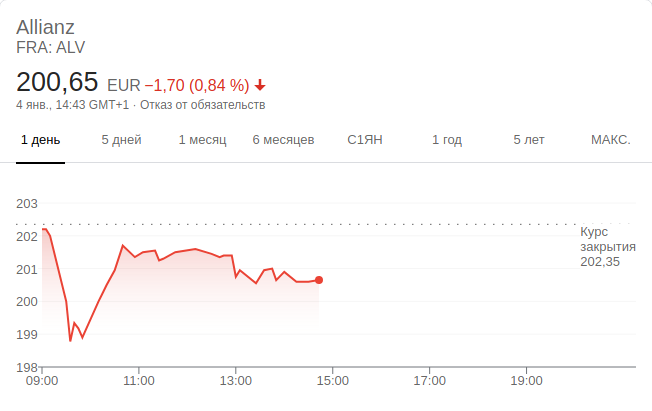 Allianz
FRA: ALV
200,65 EUR −1,70 (0,84 %)
4 янв., 14:43 GMT+1 · Отказ от обязательств
1 день 5 дней 1 месяц 6 месяцев С1ЯН 1 год 5 лет МАКС.
203
202
201
200
199
198
Курс
закрытия
202,35
09:00 11:00 13:00 15:00 17:00 19:00